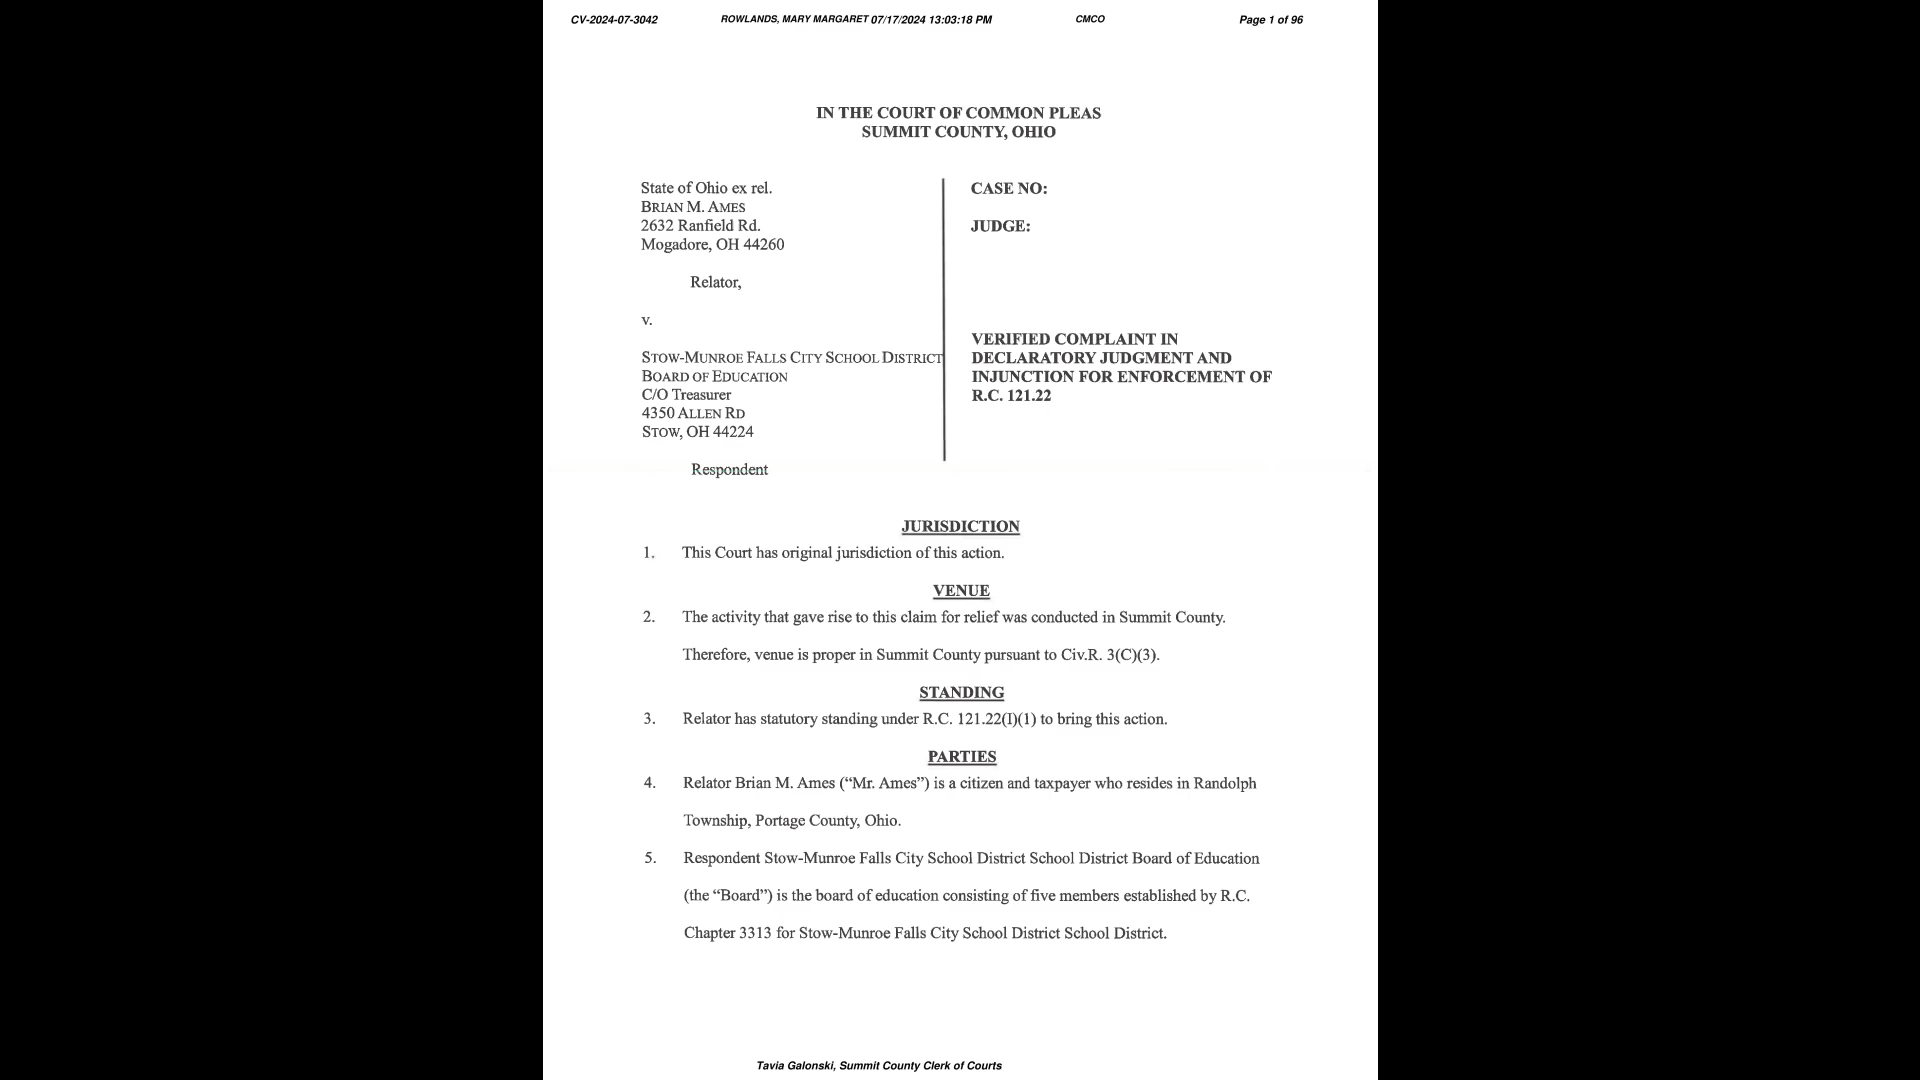 CV-2024-07-3042 ROWLANDS, MARY MARGARET 07/17/2024 13:03:18 PM CMCO Page 1 of 96
IN THE COURT OF COMMON PLEAS
SUMMIT COUNTY, OHIO
State of Ohio ex rel.
BRIAN M. AMES
2632 Ranfield Rd.
Mogadore, OH 44260
Relator,
v.
STOW-MUNROE FALLS CITY SCHOOL DISTRICT
BOARD OF EDUCATION
C/O Treasurer
4350 ALLEN RD
STOW, OH 44224
Respondent
CASE NO:
JUDGE:
VERIFIED COMPLAINT IN
DECLARATORY JUDGMENT AND
INJUNCTION FOR ENFORCEMENT OF
R.C. 121.22
JURISDICTION
1. This Court has original jurisdiction of this action.
VENUE
2. The activity that gave rise to this claim for relief was conducted in Summit County.
Therefore, venue is proper in Summit County pursuant to Civ.R. 3(C)(3).
STANDING
3. Relator has statutory standing under R.C. 121.22(I)(1) to bring this action.
PARTIES
4. Relator Brian M. Ames (“Mr. Ames”) is a citizen and taxpayer who resides in Randolph
Township, Portage County, Ohio.
5. Respondent Stow-Munroe Falls City School District School District Board of Education
(the “Board”) is the board of education consisting of five members established by R.C.
Chapter 3313 for Stow-Munroe Falls City School District School District.
Tavia Galonski, Summit County Clerk of Courts